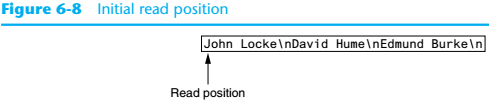 Figure 6-8 Initial read position
John Locke\nDavid Hume\nEdmund Burke\n
Read position